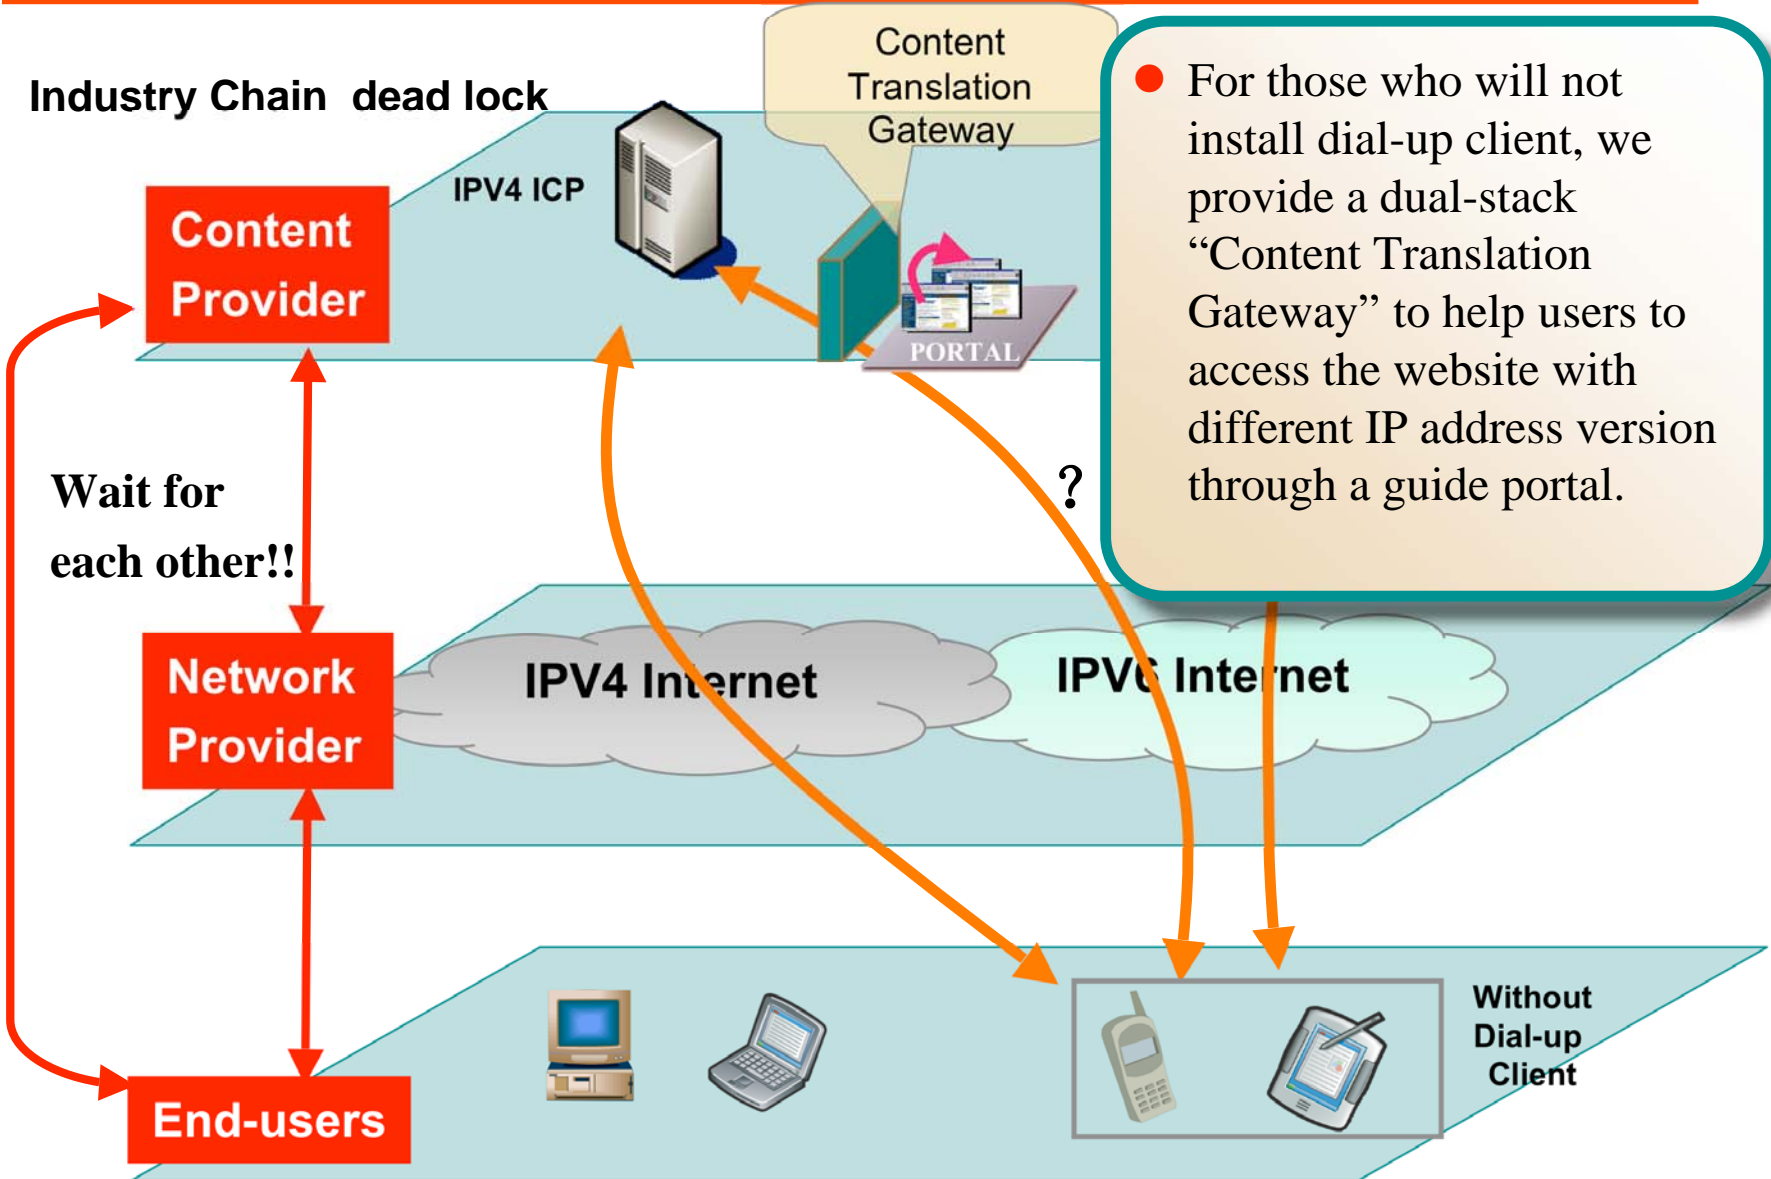 Industry Chain dead lock
Content
Translation
Gateway
IPV4 ICP
Content
Provider
PORTAL
● For those who will not
install dial-up client, we
provide a dual-stack
“Content Translation
Gateway” to help users to
access the website with
different IP address version
through a guide portal.
Wait for
each other!!
?
Network
Provider
IPV4 Internet
IPV6 Internet
Without
Dial-up
Client
End-users